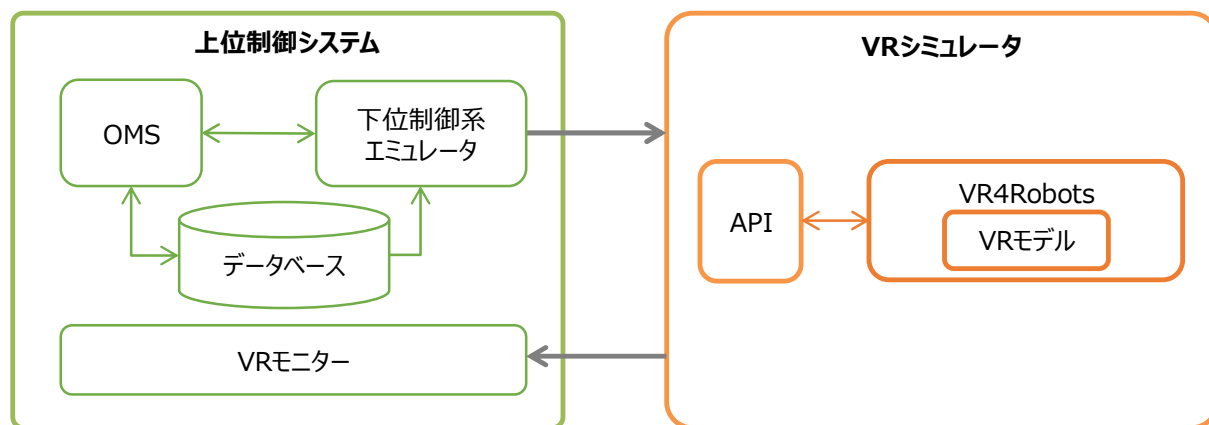 上位制御システム
OMS
下位制御系
エミュレータ
データベース
VRモニター
VRシミュレータ
API
VR4Robots
VRモデル